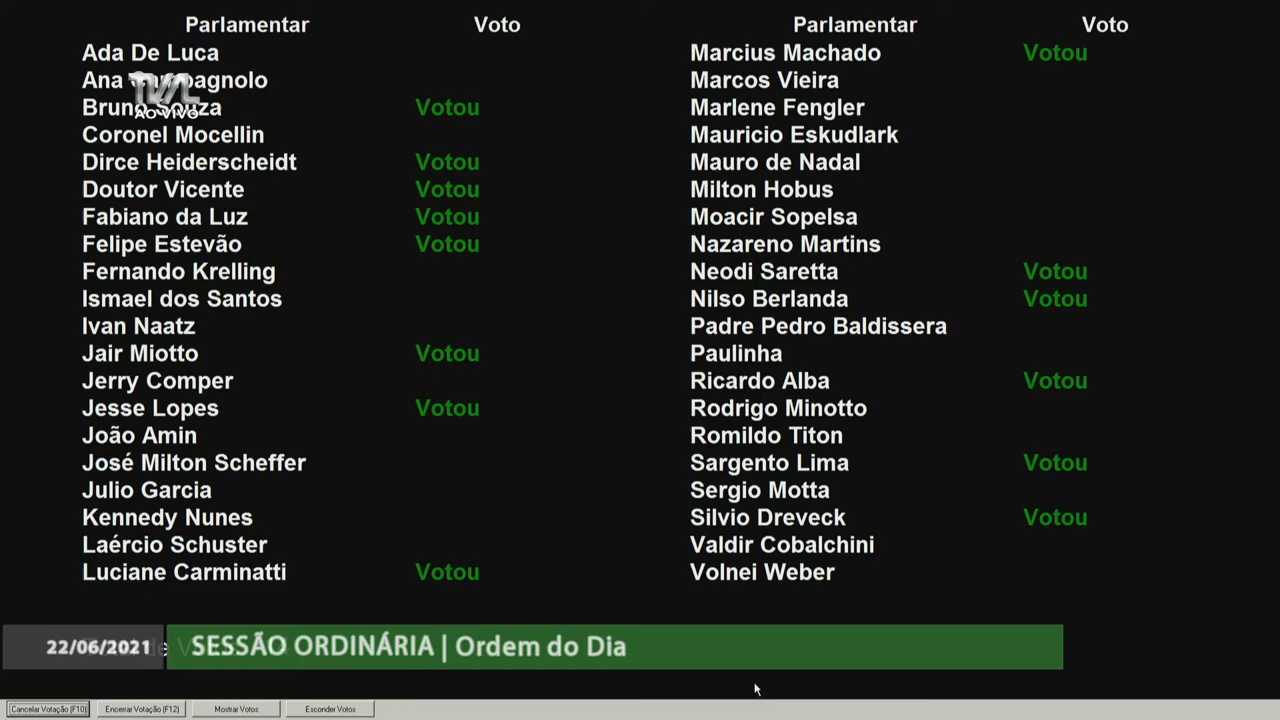 Parlamentar Voto Parlamentar Voto
Ada De Luca Marcius Machado Votou
Ana Campagnolo Marcos Vieira
Bruno Souza Votou Marlene Fengler
Coronel Mocellin Mauricio Eskudlark
Dirce Heiderscheidt Votou Mauro de Nadal
Doutor Vicente Votou Milton Hobus
Fabiano da Luz Votou Moacir Sopelsa
Felipe Estevão Votou Nazareno Martins
Fernando Krelling Neodi Saretta Votou
Ismael dos Santos Nilso Berlanda Votou
Ivan Naatz Padre Pedro Baldissera
Jair Miotto Votou Paulinha
Jerry Comper Ricardo Alba Votou
Jesse Lopes Votou Rodrigo Minotto
João Amin Romildo Titon
José Milton Scheffer Sargento Lima Votou
Julio Garcia Sergio Motta
Kennedy Nunes Silvio Dreveck Votou
Laércio Schuster Valdir Cobalchini
Luciane Carminatti Votou Volnei Weber
TVAL
AO VIVO
22/06/2021 SESSÃO ORDINÁRIA | Ordem do Dia
Cancelar Votação (F10) Encerrar Votação (F12) Mostrar Votos Esconder Votos